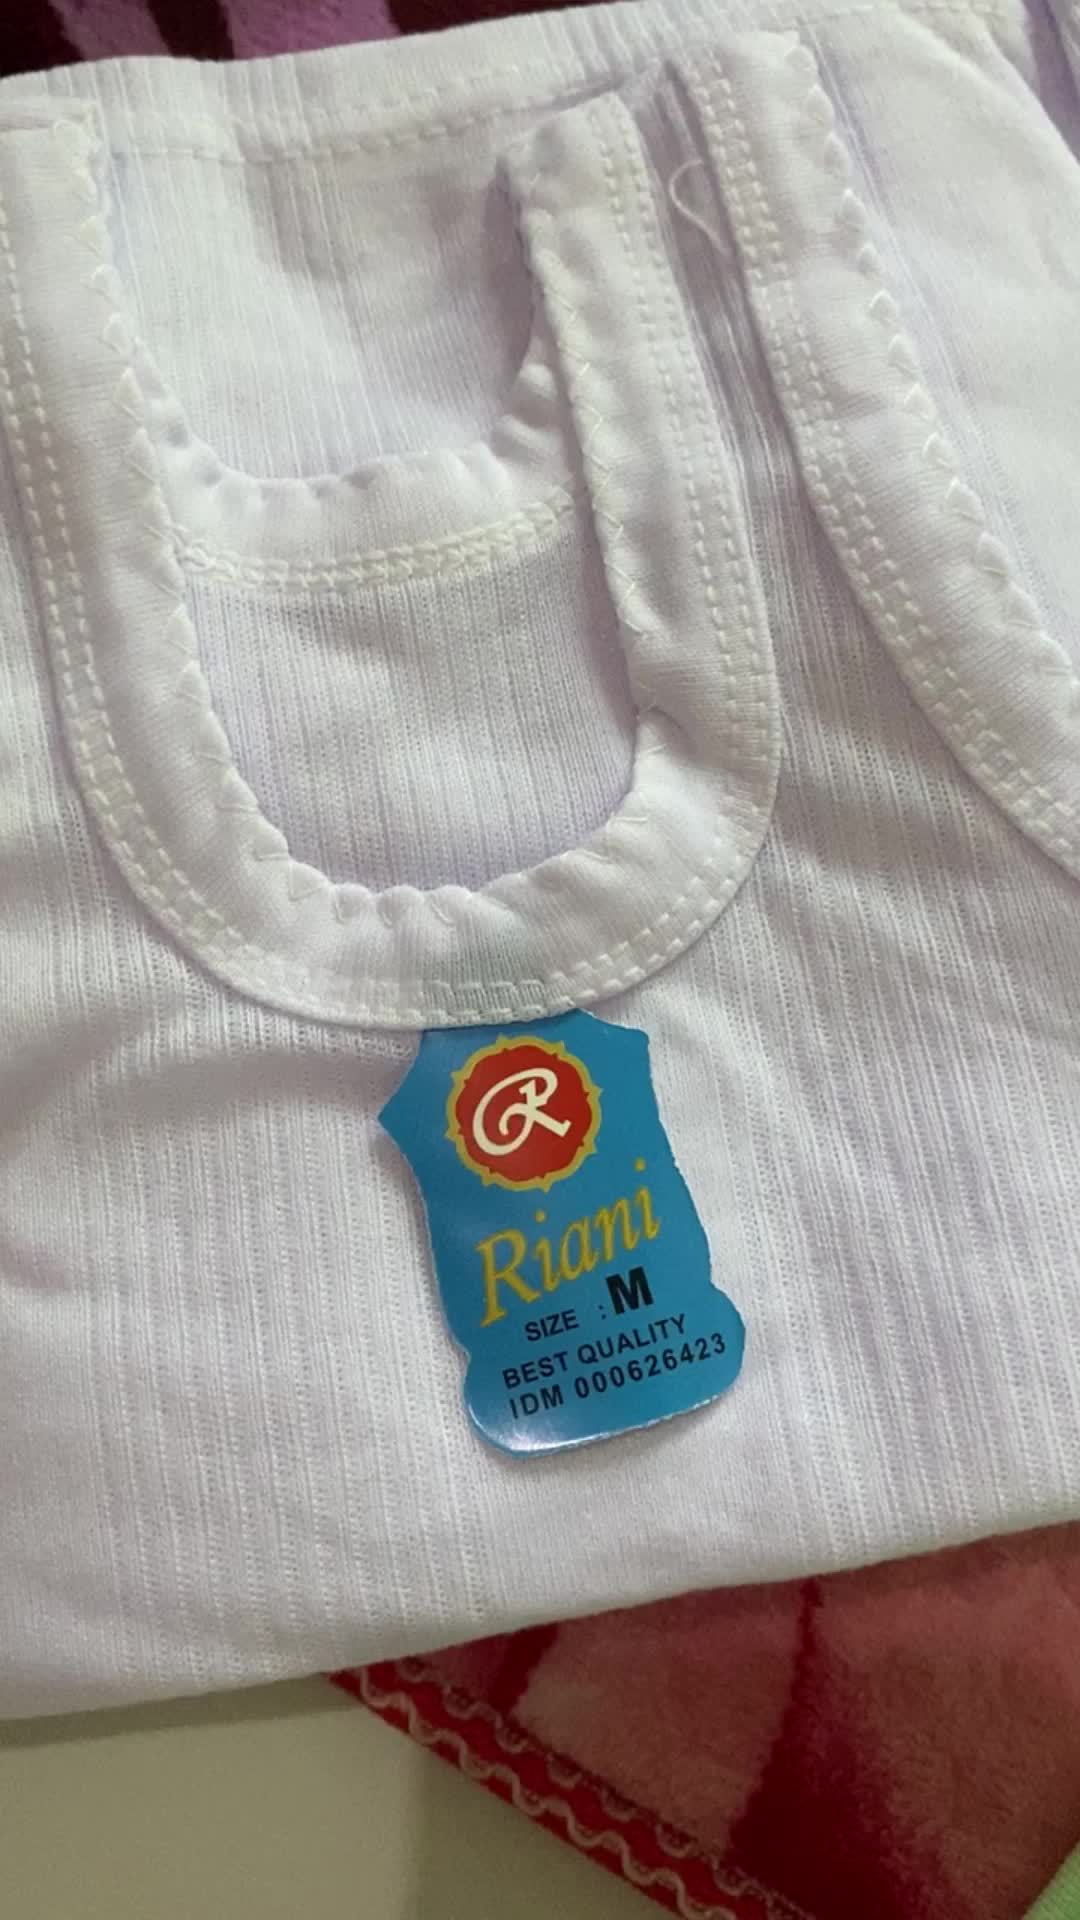 R
Riani
SIZE : M
BEST QUALITY
IDM 000626423